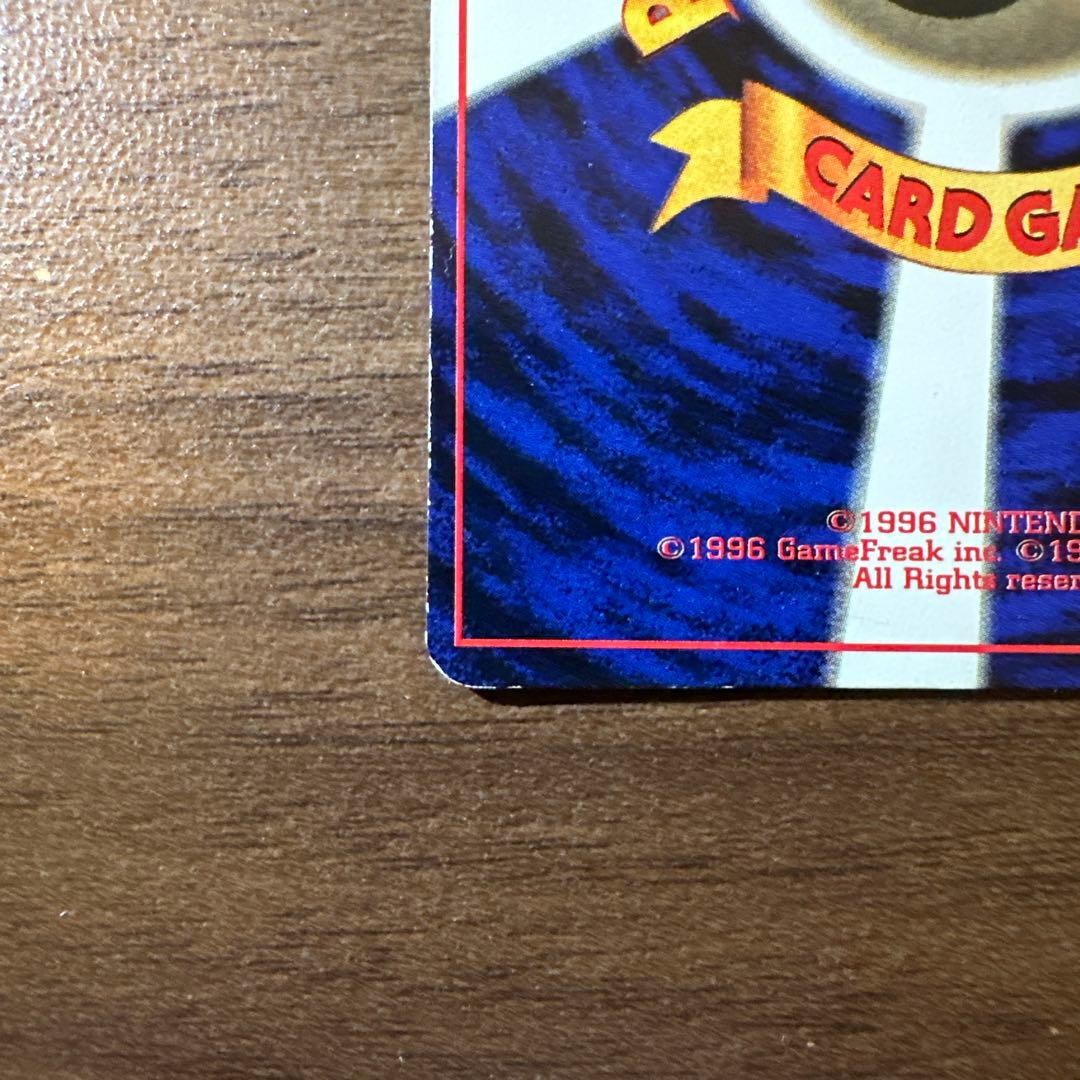 CARD GA
©1996 NINTEND
©1996 GameFreak inc. ©19
All Rights reser